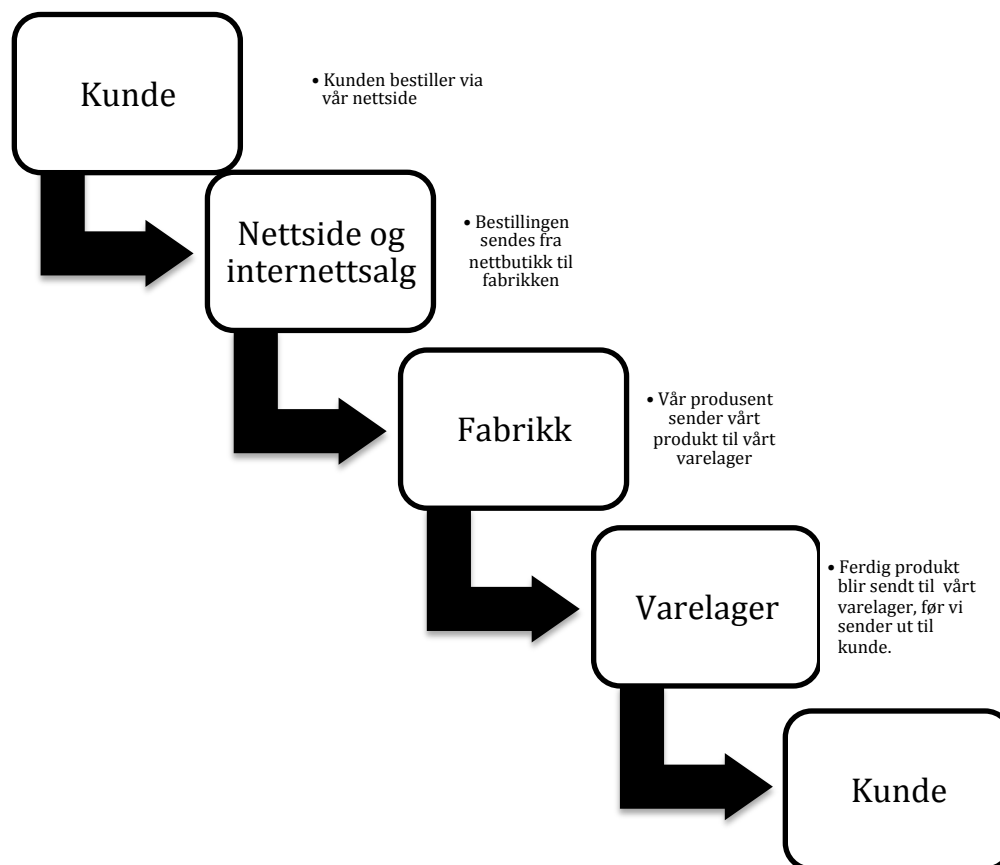 Kunde
• Kunden bestiller via
vår nettside
Nettside og
internettsalg
• Bestillingen
sendes fra
nettbutikk til
fabrikken
Fabrikk
• Vår produsent
sender vårt
produkt til vårt
varelager
Varelager
• Ferdig produkt
blir sendt til vårt
varelager, før vi
sender ut til
kunde.
Kunde